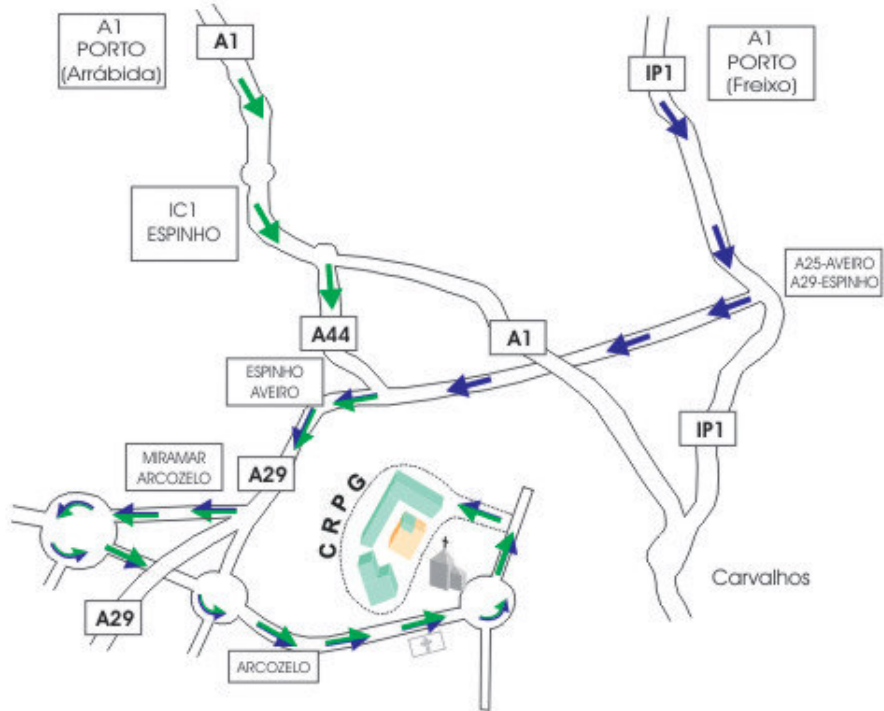 A1
PORTO
(Arrábida)
A1
IP1
A1
PORTO
(Freixo)
IC1
ESPINHO
A25-AVEIRO
A29-ESPINHO
A44
A1
ESPINHO
AVEIRO
IP1
MIRAMAR
ARCOZELO
A29
CRPG
Carvalhos
A29
ARCOZELO